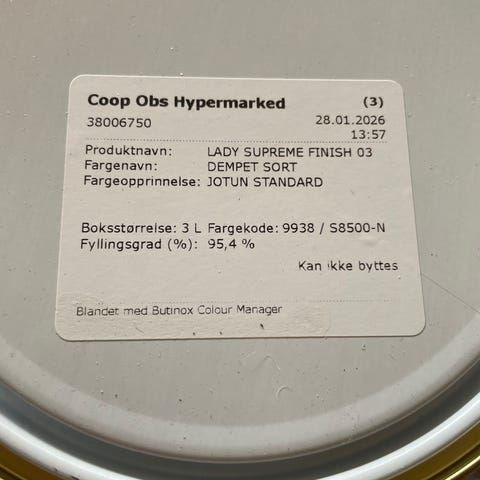 Coop Obs Hypermarked (3)
38006750 28.01.2026
13:57
Produktnavn: LADY SUPREME FINISH 03
Fargenavn: DEMPET SORT
Fargeopprinnelse: JOTUN STANDARD
Boksstørrelse: 3 L Fargekode: 9938 / S8500-N
Fyllingsgrad (%): 95,4 %
Kan ikke byttes
Blandet med Butinox Colour Manager